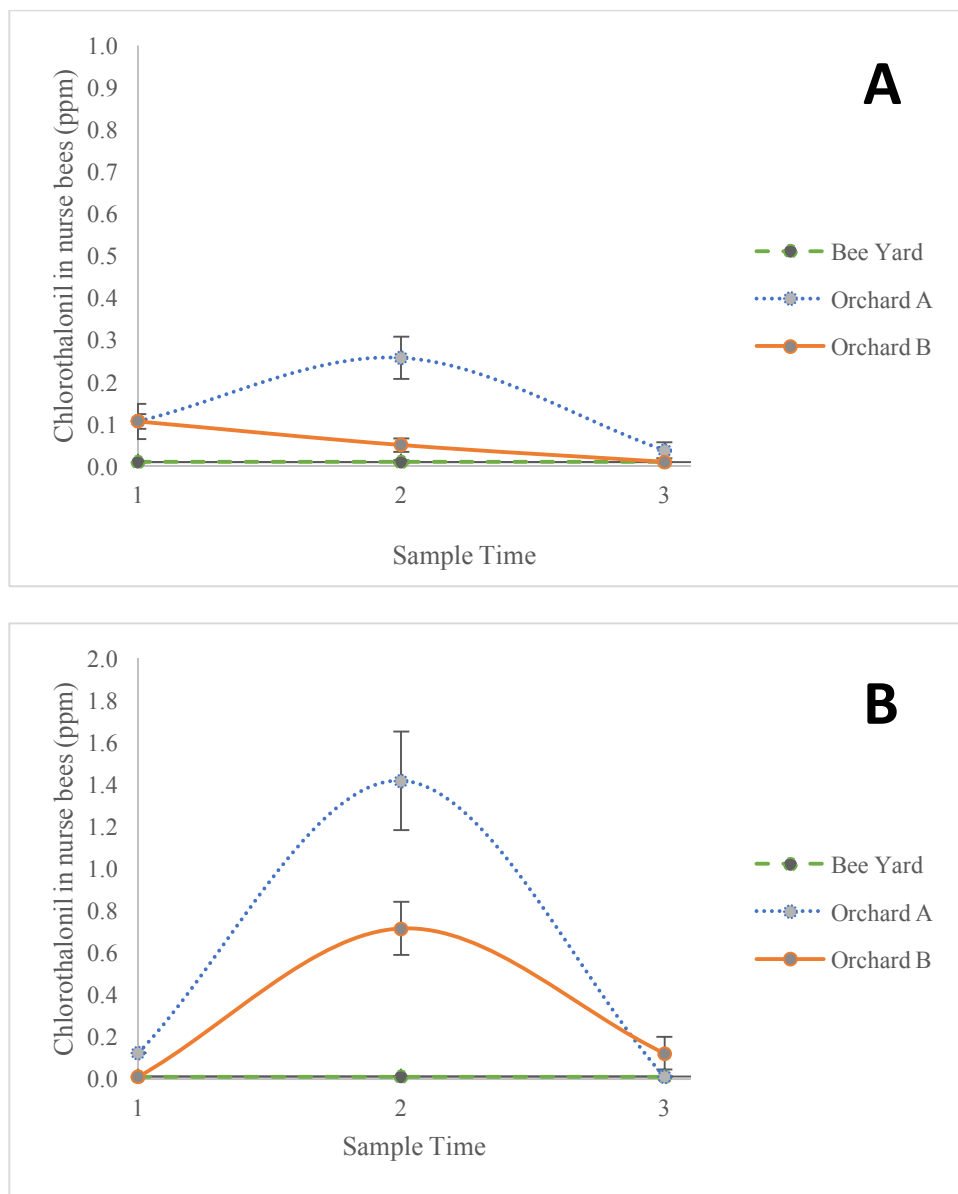 A
Chlorothalonil in nurse bees (ppm)
1.0
0.9
0.8
0.7
0.6
0.5
0.4
0.3
0.2
0.1
0.0
1 2 3
Sample Time
Bee Yard
Orchard A
Orchard B
B
Chlorothalonil in nurse bees (ppm)
2.0
1.8
1.6
1.4
1.2
1.0
0.8
0.6
0.4
0.2
0.0
1 2 3
Sample Time
Bee Yard
Orchard A
Orchard B